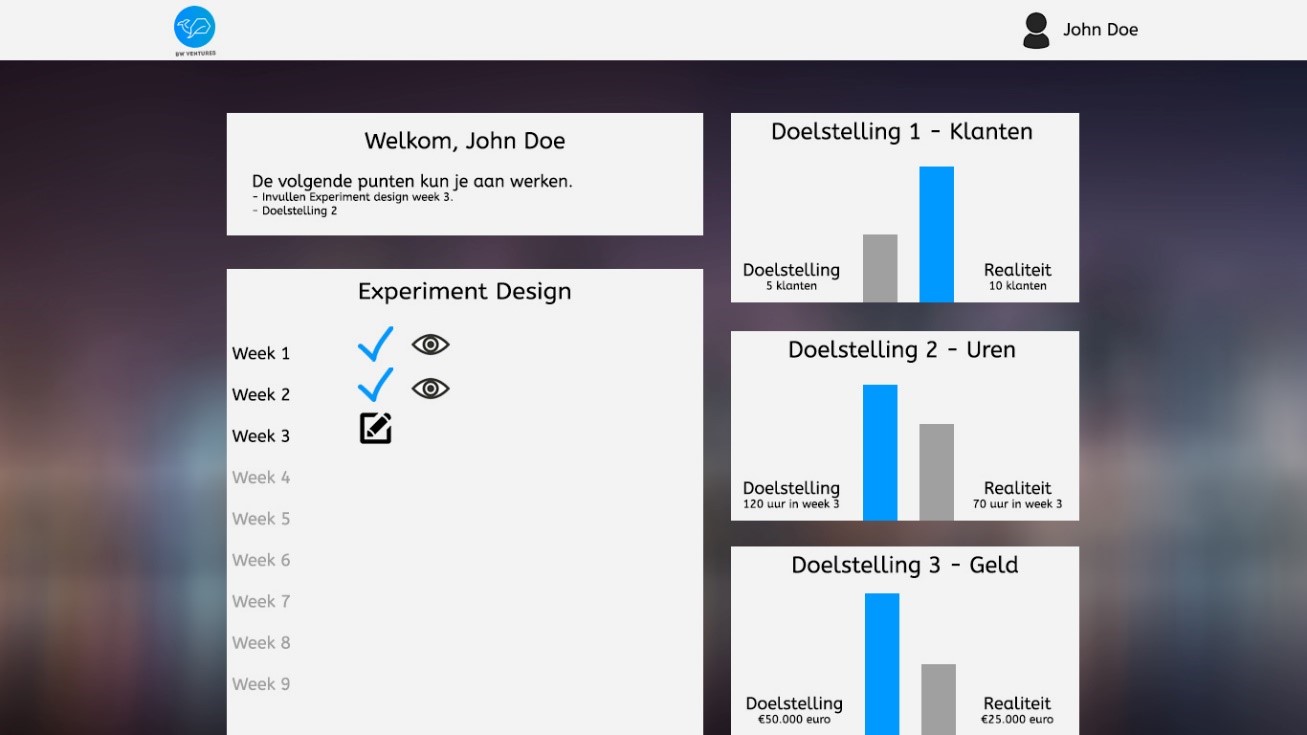 BW VENTURES
John Doe
Welkom, John Doe
De volgende punten kun je aan werken.
- Invullen Experiment design week 3.
- Doelstelling 2
Experiment Design
Week 1
Week 2
Week 3
Week 4
Week 5
Week 6
Week 7
Week 8
Week 9
Doelstelling 1 - Klanten
Doelstelling
5 klanten
Realiteit
10 klanten
Doelstelling 2 - Uren
Doelstelling
120 uur in week 3
Realiteit
70 uur in week 3
Doelstelling 3 - Geld
Doelstelling
€50.000 euro
Realiteit
€25.000 euro